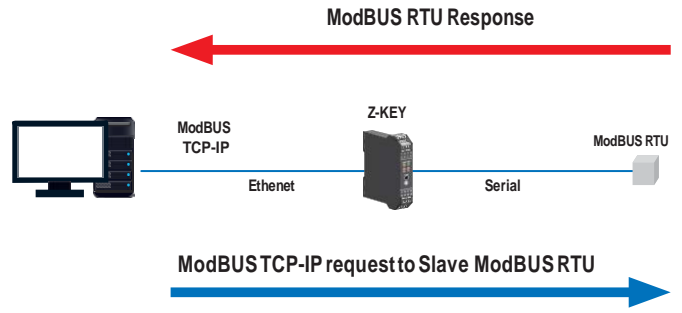 ModBUS RTU Response
Z-KEY
ModBUS
TCP-IP
ModBUS RTU
Ethenet
Serial
ModBUS TCP-IP request to Slave ModBUS RTU